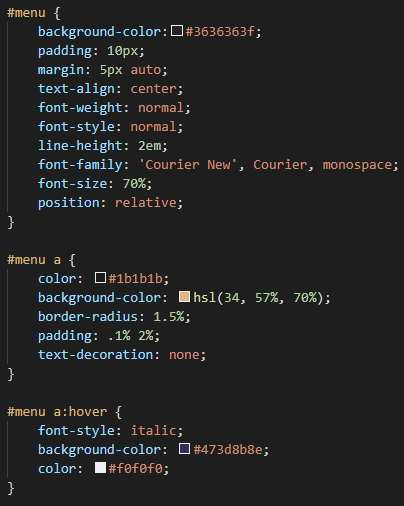 #menu {
    background-color: #3636363f;
    padding: 10px;
    margin: 5px auto;
    text-align: center;
    font-weight: normal;
    font-style: normal;
    line-height: 2em;
    font-family: 'Courier New', Courier, monospace;
    font-size: 70%;
    position: relative;
}

#menu a {
    color: #1b1b1b;
    background-color: hsl(34, 57%, 70%);
    border-radius: 1.5%;
    padding: .1% 2%;
    text-decoration: none;
}

#menu a:hover {
    font-style: italic;
    background-color: #473d8b8e;
    color: #f0f0f0;
}